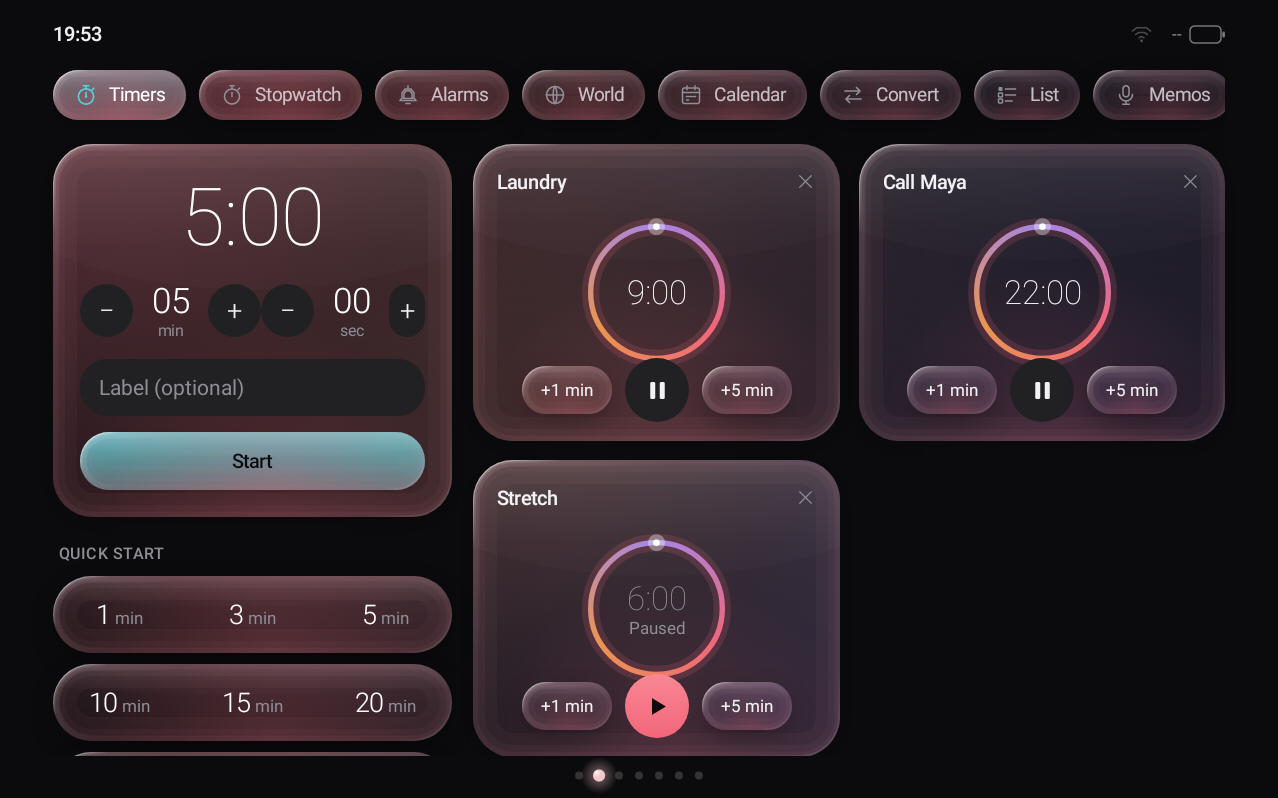 19:53
--
Timers Stopwatch Alarms World Calendar Convert List Memos
5:00
− 05 min + − 00 sec +
Label (optional)
Start
QUICK START
1 min 3 min 5 min
10 min 15 min 20 min
Laundry
9:00
+1 min +5 min
Call Maya
22:00
+1 min +5 min
Stretch
6:00
Paused
+1 min +5 min